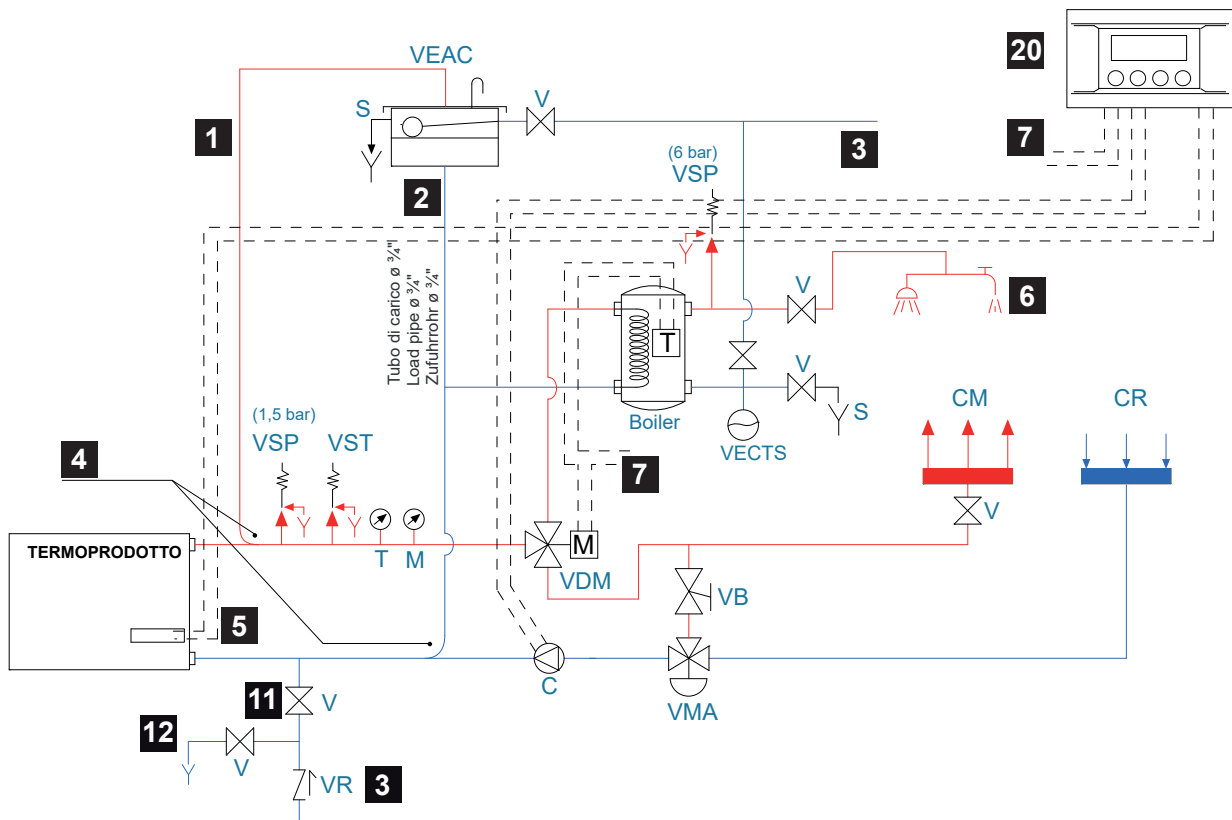 VEAC
20
S
V
1
3
7
(6 bar)
VSP
2
Tubo di carico ø ¾"
Load pipe ø ¾"
Zufuhrrohr ø ¾"
V
6
T
V
S
Boiler
VECTS
CM
CR
(1,5 bar)
VSP
VST
4
7
V
TERMOPRODOTTO
T
M
M
VDM
VB
5
C
VMA
11
V
12
V
VR
3